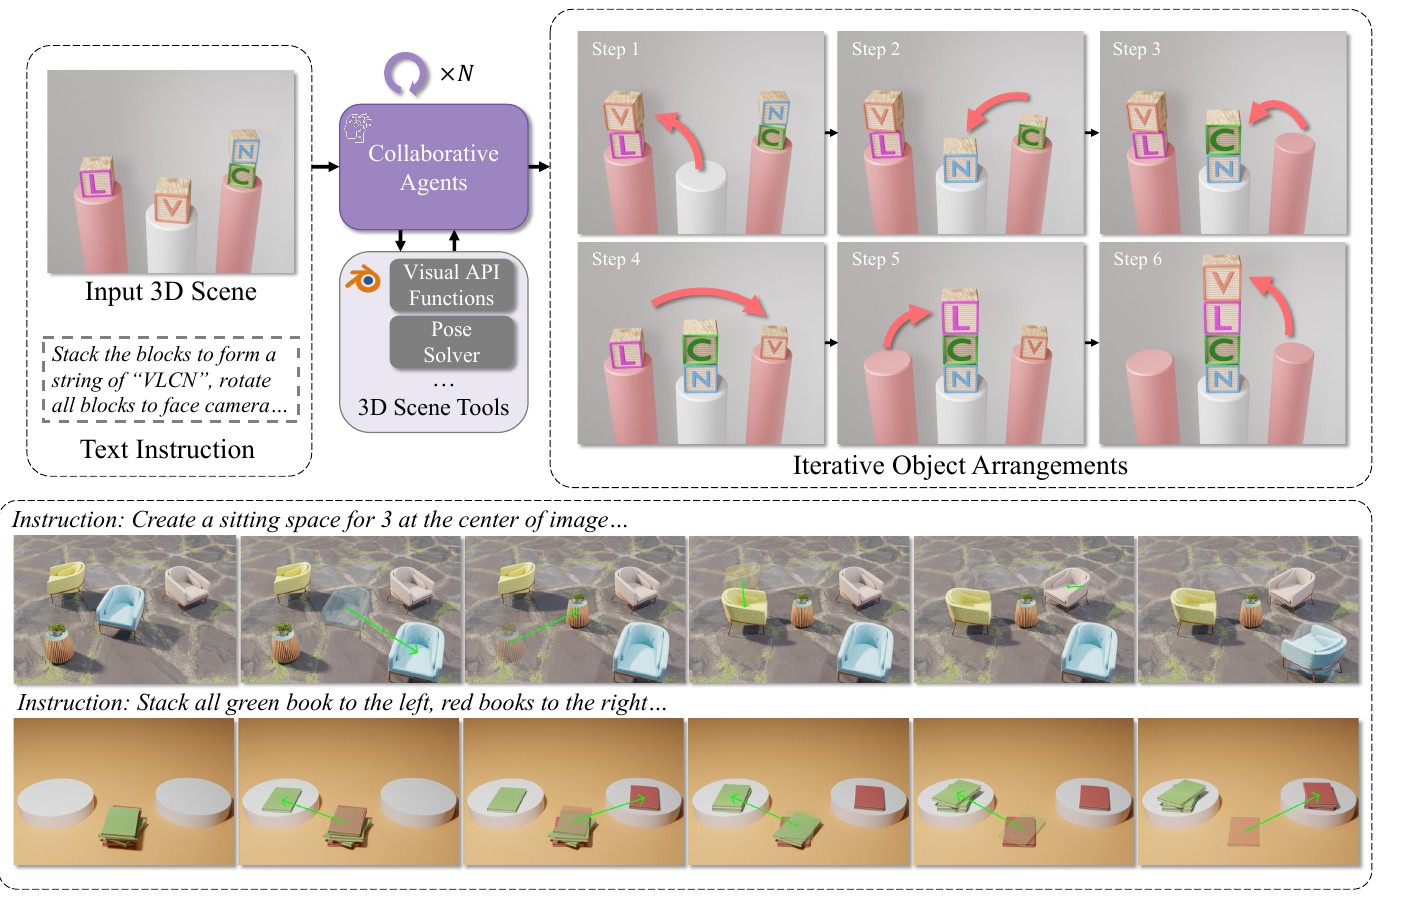 Input 3D Scene
Stack the blocks to form a
string of “VLCN”, rotate
all blocks to face camera…
Text Instruction
×N
Collaborative
Agents
Visual API
Functions
Pose
Solver
…
3D Scene Tools
Step 1
Step 2
Step 3
Step 4
Step 5
Step 6
Iterative Object Arrangements
L
V
N
C
V
L
N
C
V
L
N
C
V
L
C
N
L
C
N
V
L
C
N
V
V
L
C
N
Instruction: Create a sitting space for 3 at the center of image…
Instruction: Stack all green book to the left, red books to the right…